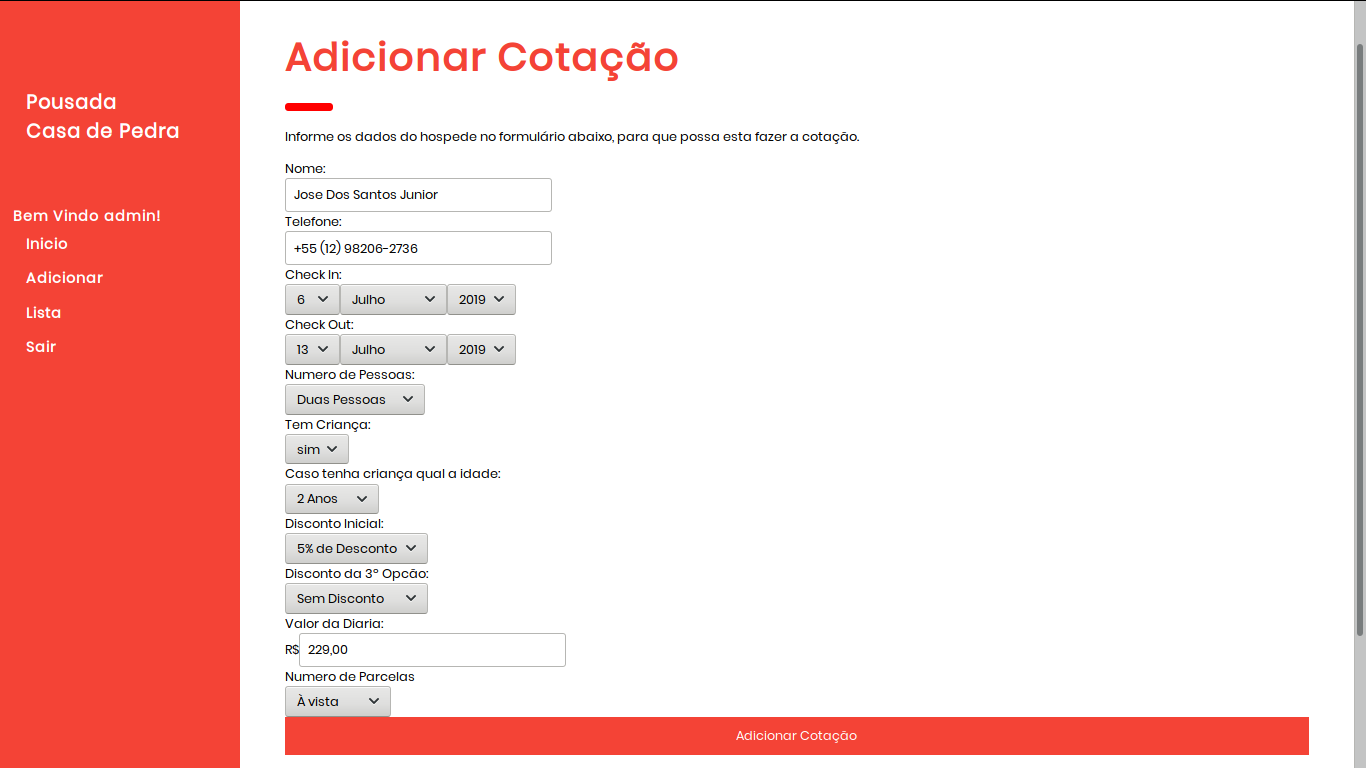 Pousada
Casa de Pedra
Bem Vindo admin!
Inicio
Adicionar
Lista
Sair
Adicionar Cotação
Informe os dados do hospede no formulário abaixo, para que possa esta fazer a cotação.
Nome:
Jose Dos Santos Junior
Telefone:
+55 (12) 98206-2736
Check In:
6 Julho 2019
Check Out:
13 Julho 2019
Numero de Pessoas:
Duas Pessoas
Tem Criança:
sim
Caso tenha criança qual a idade:
2 Anos
Disconto Inicial:
5% de Desconto
Disconto da 3º Opcão:
Sem Disconto
Valor da Diaria:
R$ 229,00
Numero de Parcelas
À vista
Adicionar Cotação